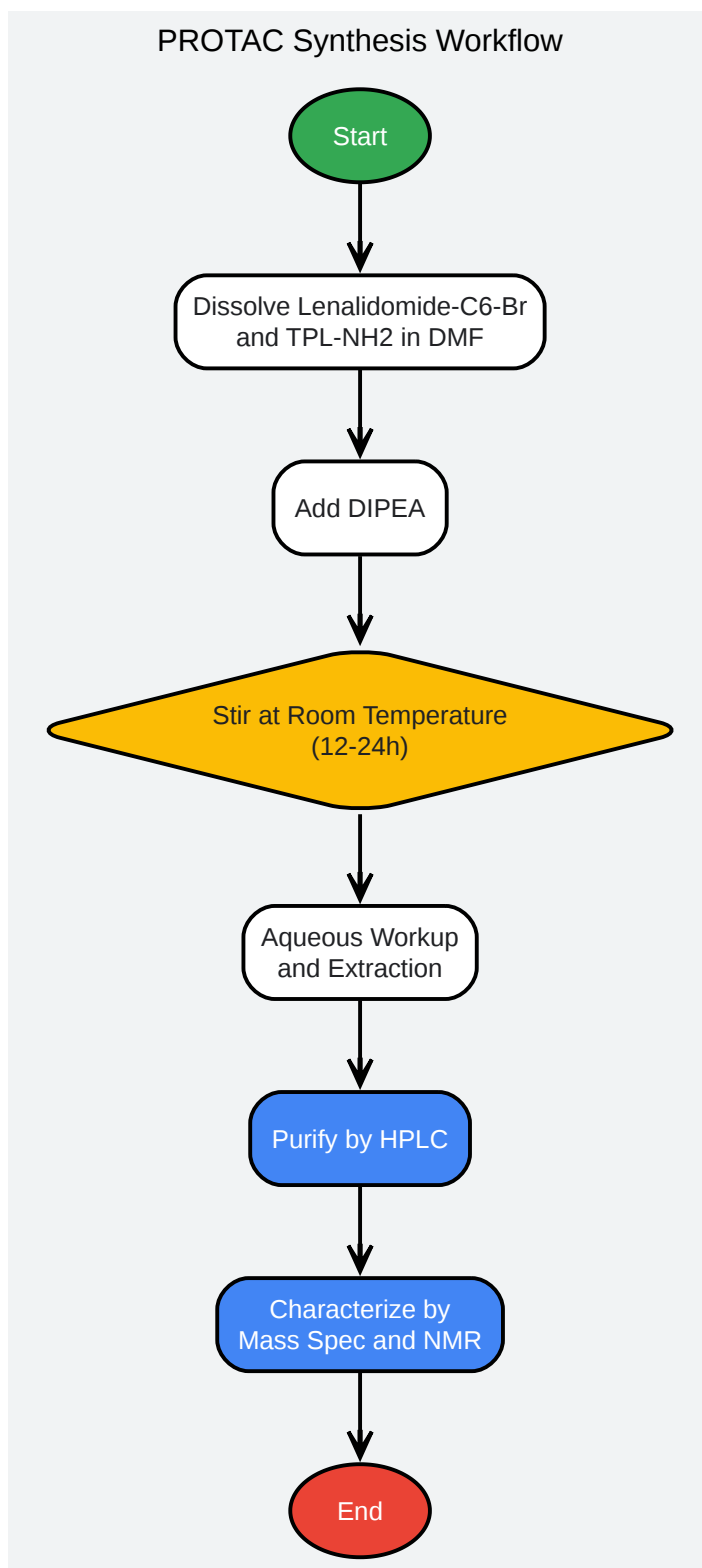 PROTAC Synthesis Workflow
Start
Dissolve Lenalidomide-C6-Br
and TPL-NH2 in DMF
Add DIPEA
Stir at Room Temperature
(12-24h)
Aqueous Workup
and Extraction
Purify by HPLC
Characterize by
Mass Spec and NMR
End